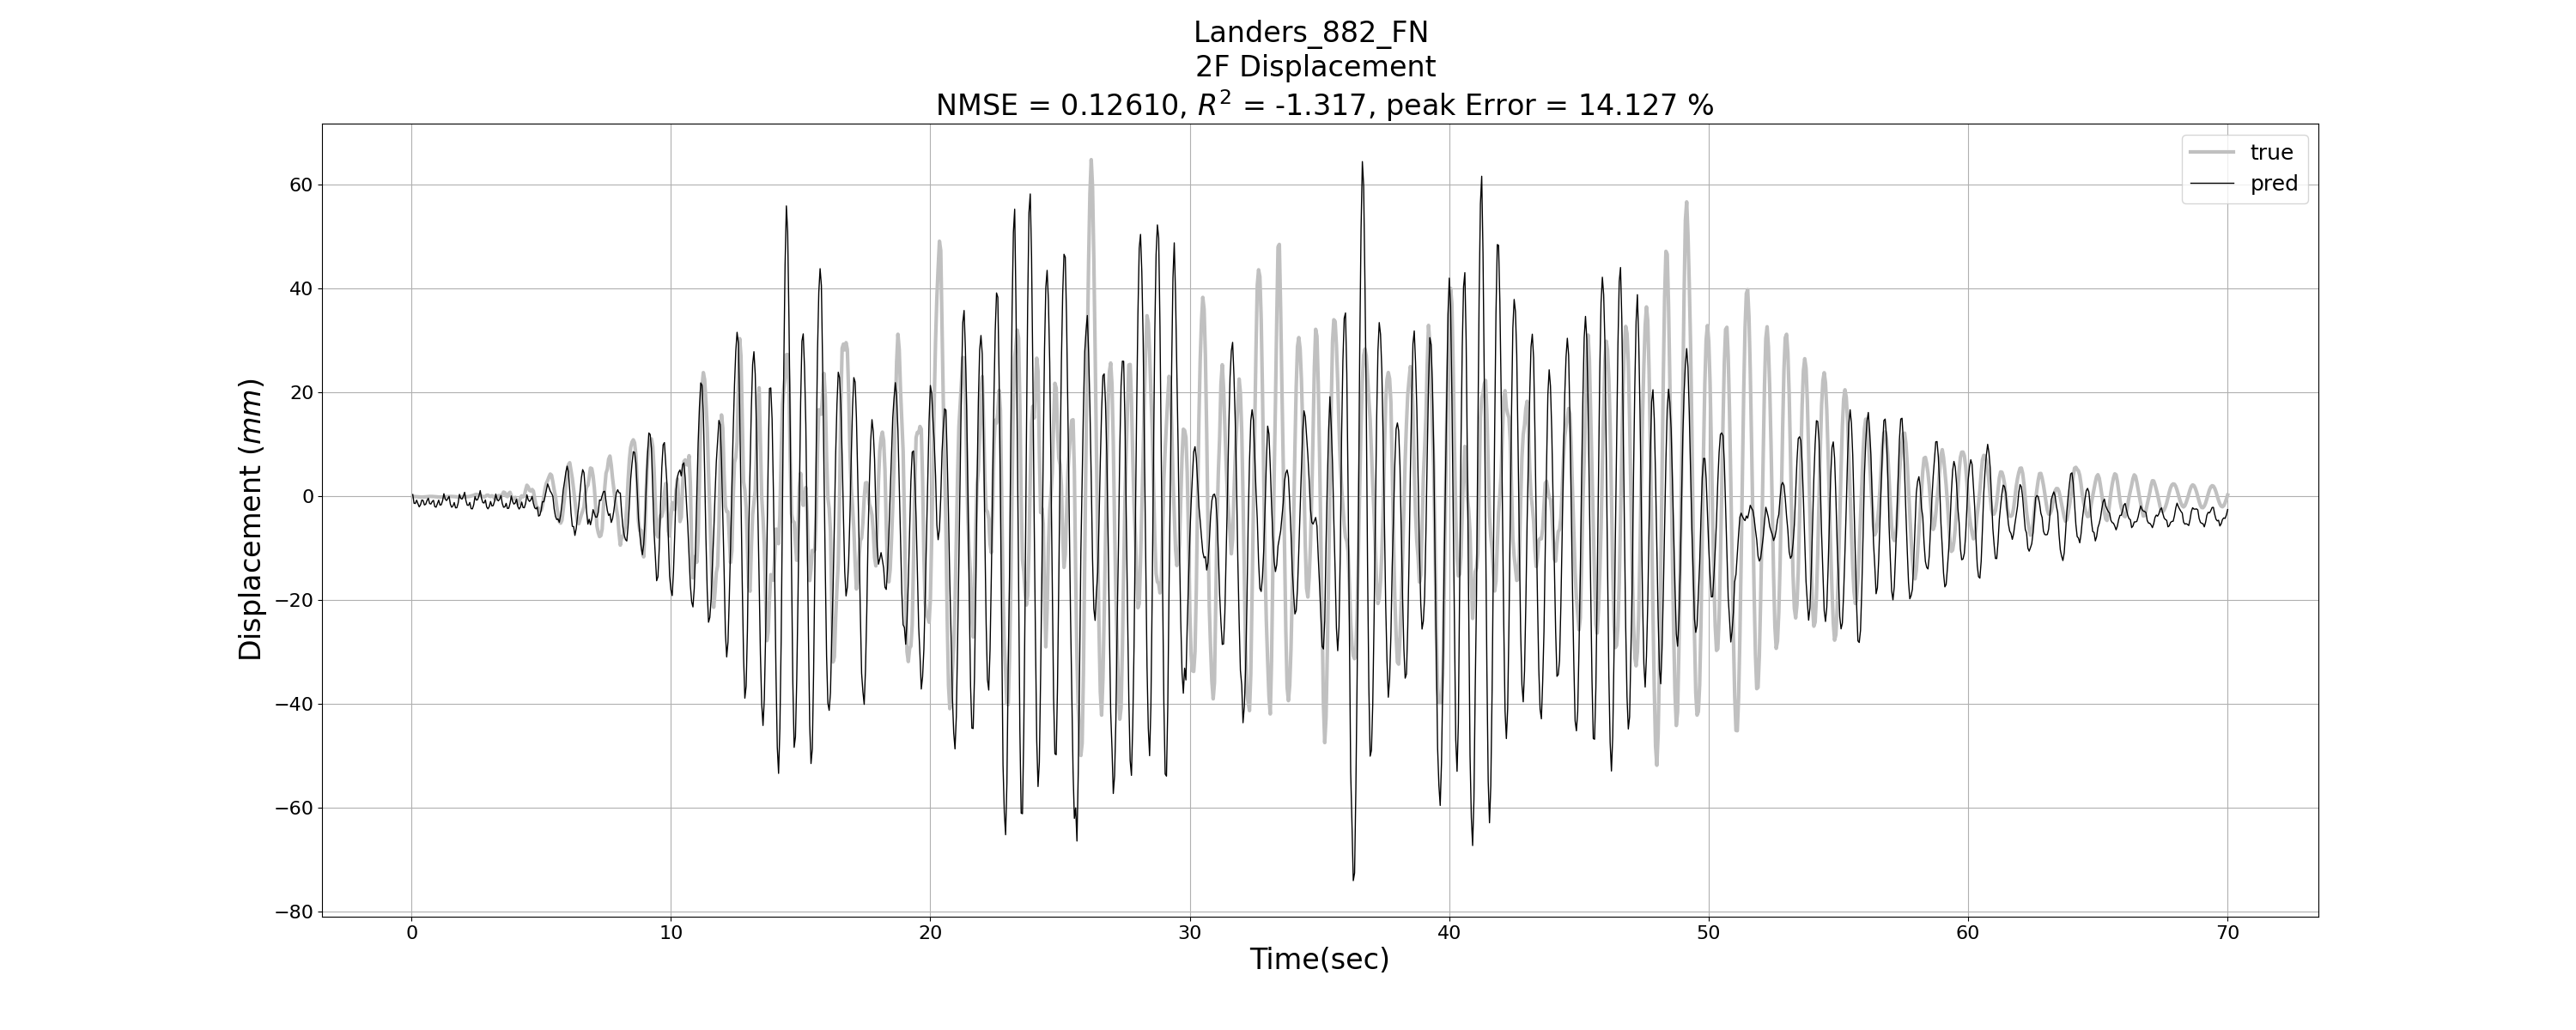 Landers_882_FN
2F Displacement
NMSE = 0.12610, R² = -1.317, peak Error = 14.127 %
true
pred
60
40
20
0
−20
−40
−60
−80
Displacement (mm)
0 10 20 30 40 50 60 70
Time(sec)